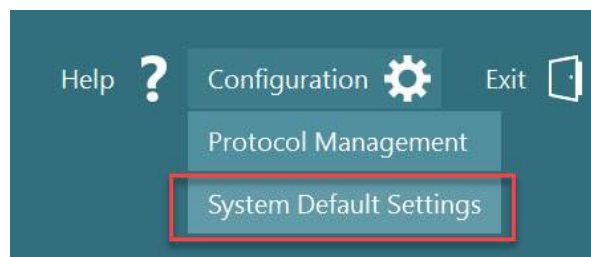 Help ? Configuration Exit
Protocol Management
System Default Settings